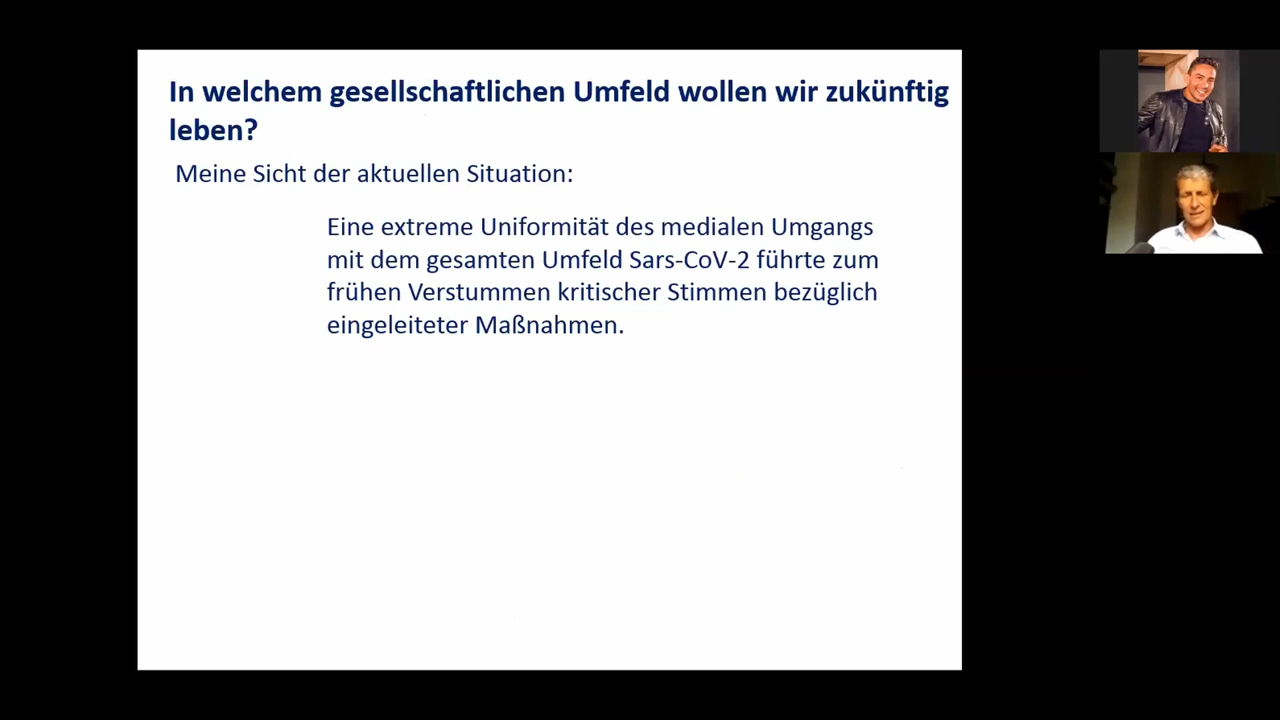 In welchem gesellschaftlichen Umfeld wollen wir zukünftig
leben?
Meine Sicht der aktuellen Situation:
Eine extreme Uniformität des medialen Umgangs
mit dem gesamten Umfeld Sars-CoV-2 führte zum
frühen Verstummen kritischer Stimmen bezüglich
eingeleiteter Maßnahmen.